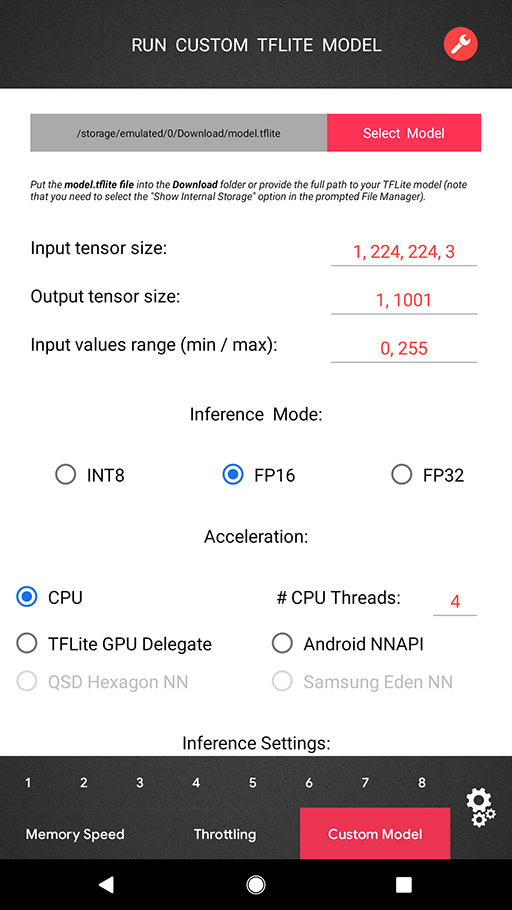 RUN CUSTOM TFLITE MODEL
/storage/emulated/0/Download/model.tflite
Select Model
Put the model.tflite file into the Download folder or provide the full path to your TFLite model (note
that you need to select the "Show Internal Storage" option in the prompted File Manager).
Input tensor size:
1, 224, 224, 3
Output tensor size:
1, 1001
Input values range (min / max):
0, 255
Inference Mode:
INT8
FP16
FP32
Acceleration:
CPU
# CPU Threads:
4
TFLite GPU Delegate
Android NNAPI
QSD Hexagon NN
Samsung Eden NN
Inference Settings:
1 2 3 4 5 6 7 8
Memory Speed
Throttling
Custom Model